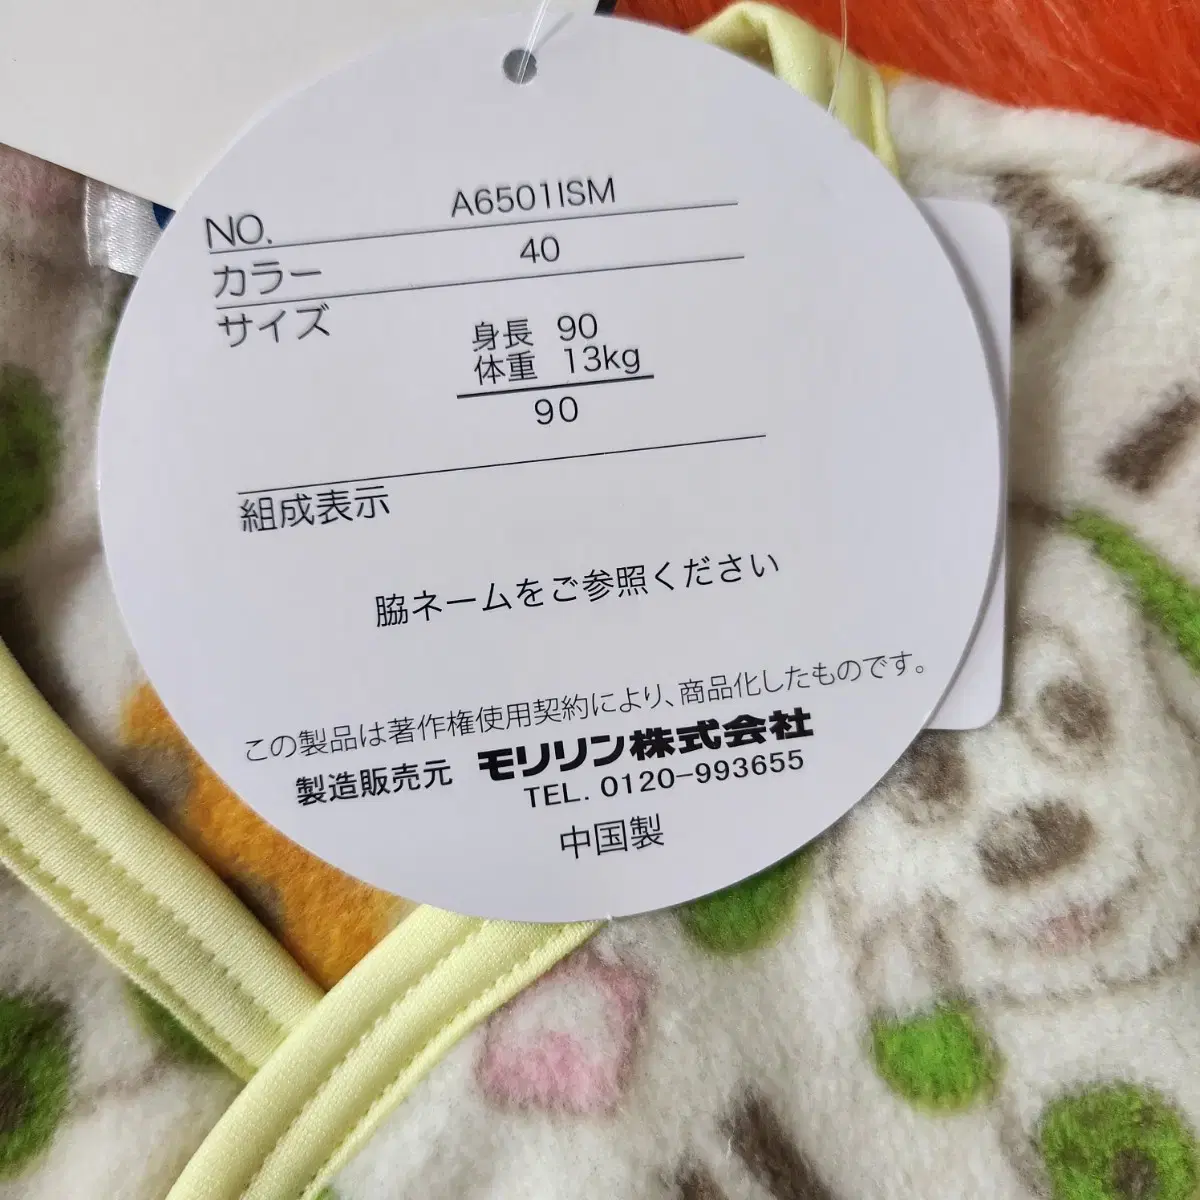 NO. A6501ISM
カラー 40
サイズ 身長 90
体重 13kg
90
組成表示
脇ネームをご参照ください
この製品は著作権使用契約により、商品化したものです。
製造販売元 モリリン株式会社
TEL. 0120-993655
中国製